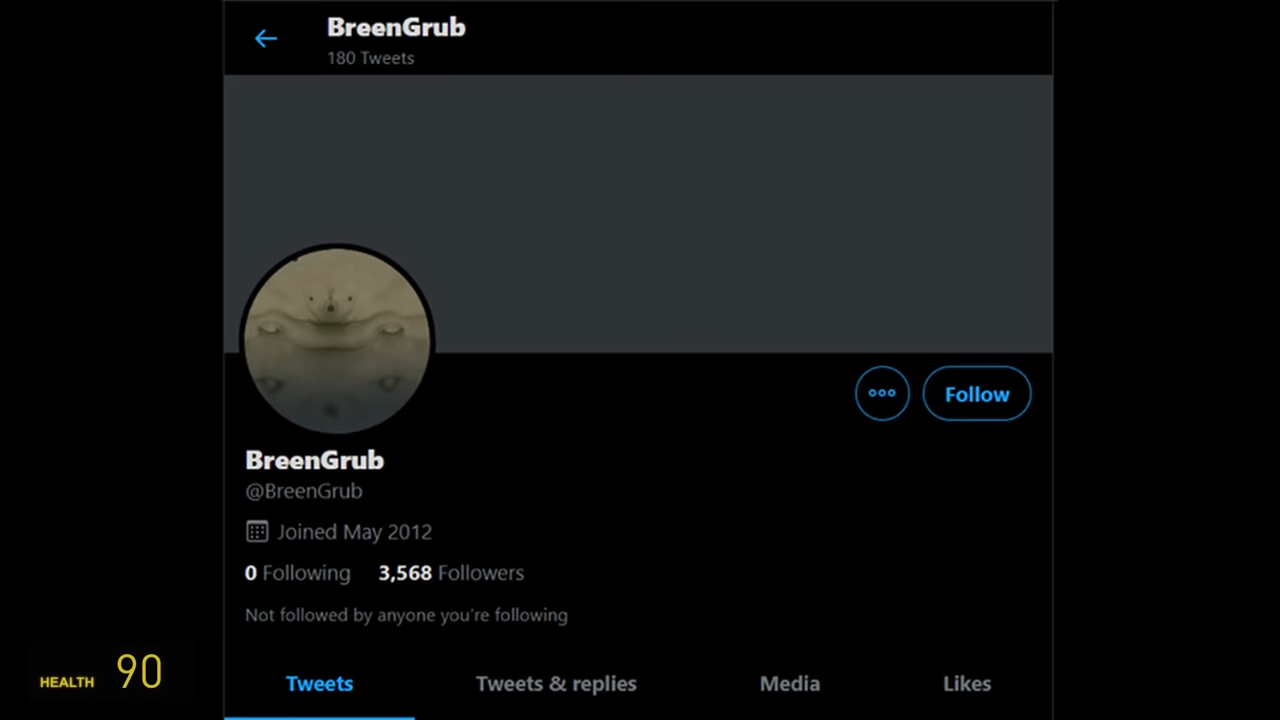 BreenGrub
180 Tweets
Follow
BreenGrub
@BreenGrub
Joined May 2012
0 Following 3,568 Followers
Not followed by anyone you're following
HEALTH 90
Tweets Tweets & replies Media Likes